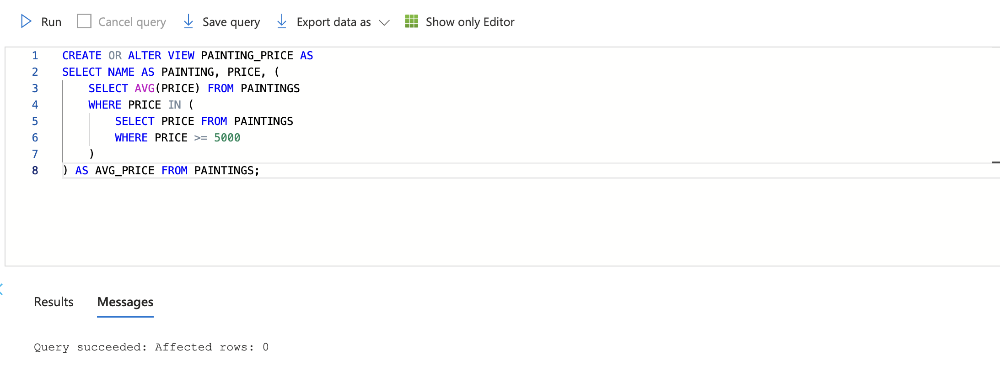 Run Cancel query Save query Export data as Show only Editor
1 CREATE OR ALTER VIEW PAINTING_PRICE AS
2 SELECT NAME AS PAINTING, PRICE, (
3 SELECT AVG(PRICE) FROM PAINTINGS
4 WHERE PRICE IN (
5 SELECT PRICE FROM PAINTINGS
6 WHERE PRICE >= 5000
7 )
8 ) AS AVG_PRICE FROM PAINTINGS;
Results Messages
Query succeeded: Affected rows: 0